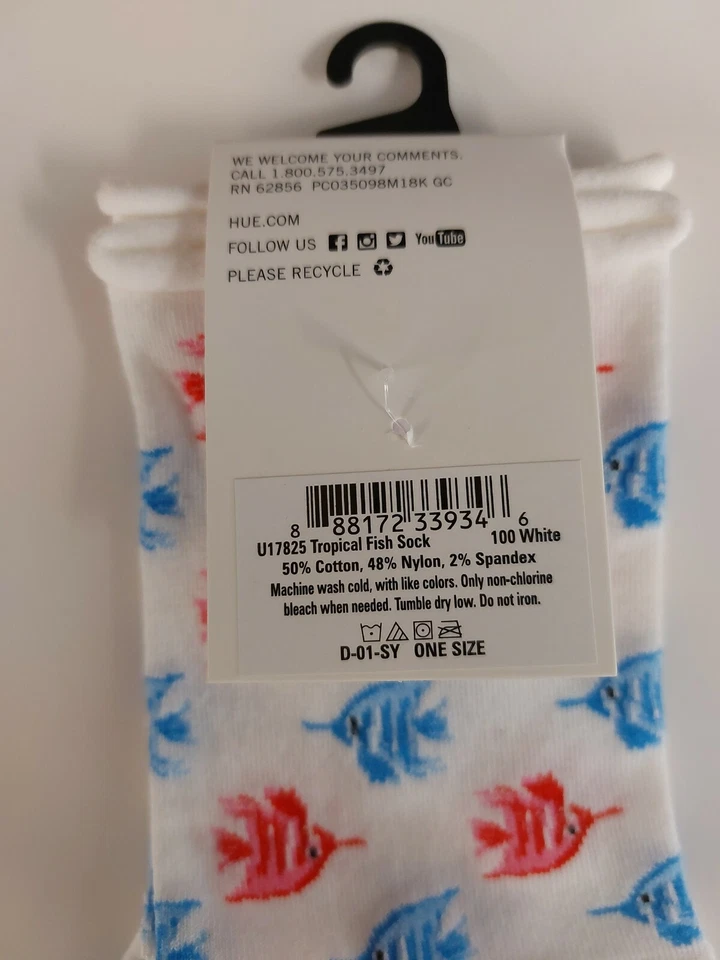 WE WELCOME YOUR COMMENTS.
CALL 1.800.575.3497
RN 62856 PC035098M18K GC
HUE.COM
FOLLOW US f YouTube
PLEASE RECYCLE
8 88172 33934 6
U17825 Tropical Fish Sock 100 White
50% Cotton, 48% Nylon, 2% Spandex
Machine wash cold, with like colors. Only non-chlorine
bleach when needed. Tumble dry low. Do not iron.
D-01-SY ONE SIZE